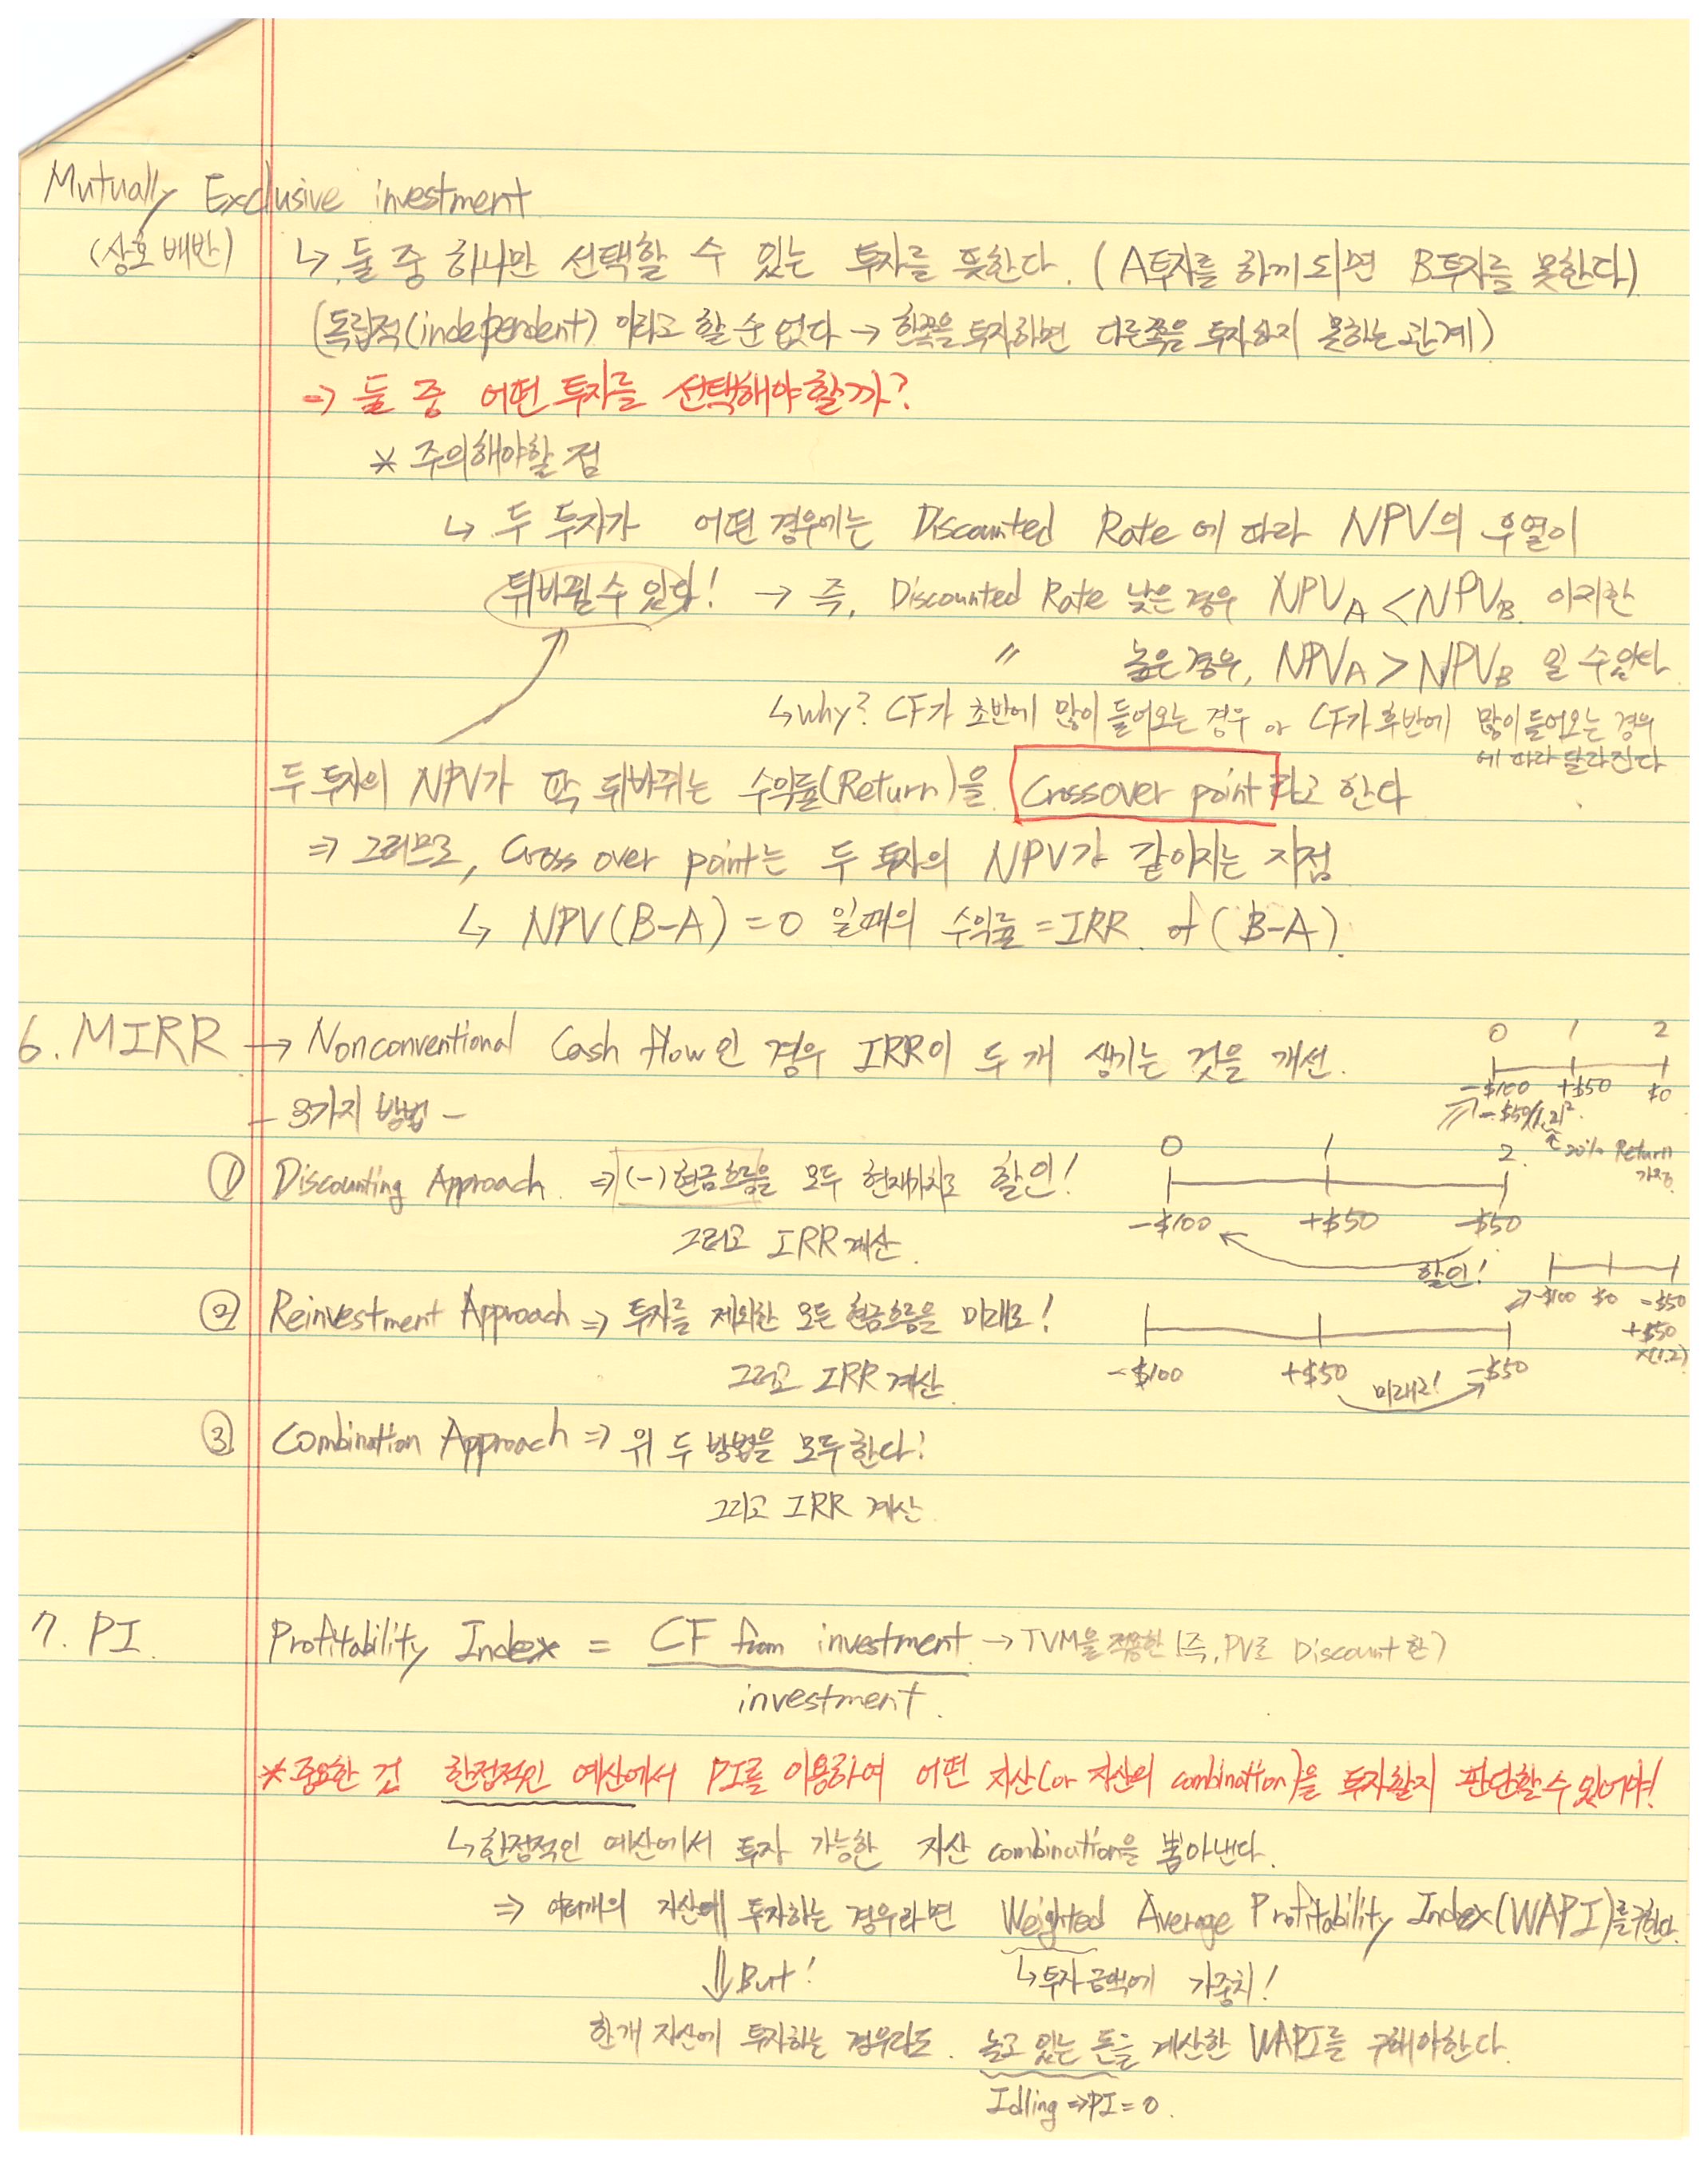 Mutually Exclusive investment
(상호 배반) ↳ 둘 중 하나만 선택할 수 있는 투자를 뜻한다. (A투자를 하게 되면 B투자를 못한다)
(독립적(independent) 이라고 할 순 없다 → 한쪽을 투자하면 다른쪽을 투자하지 못하는 관계)
→ 둘 중 어떤 투자를 선택해야 할까?
* 주의해야할 점
↳ 두 투자가 어떤 경우에는 Discounted Rate 에 따라 NPV의 우열이
뒤바뀔 수 있다! → 즉, Discounted Rate 낮은 경우 NPV_A < NPV_B 이지만
〃 높은 경우, NPV_A > NPV_B 일 수 있다
↳ why? CF가 초반에 많이 들어오는 경우 or CF가 후반에 많이 들어오는 경우
에 따라 달라진다
두 투자의 NPV가 딱 뒤바뀌는 수익률(Return)을 Crossover point라고 한다
⇒ 그러므로, Cross over point는 두 투자의 NPV가 같아지는 지점
↳ NPV(B-A) = 0 일때의 수익률 = IRR of (B-A).
6. MIRR → Nonconventional Cash flow인 경우 IRR이 두 개 생기는 것을 개선.
0 1 2
-$100 +$50 $0
-$50/(1.2)²
20% Return
가정
- 3가지 방법 -
① Discounting Approach ⇒ (-)현금흐름을 모두 현재가치로 할인!
그리고 IRR 계산.
0 1 2
-$100 +$50 -$50
할인!
② Reinvestment Approach ⇒ 투자를 제외한 모든 현금흐름을 미래로!
그리고 IRR 계산.
-$100 +$50 -$50
미래로!
-$100 $0 -$50
+$50
×(1.2)
③ Combination Approach ⇒ 위 두 방법을 모두 한다!
그리고 IRR 계산
7. PI Profitability Index = CF from investment → TVM을 적용한 (즉, PV로 Discount 한)
investment.
* 중요한 것 한정적인 예산에서 PI를 이용하여 어떤 자산(or 자산의 combination)을 투자할지 판단할 수 있어야!
↳ 한정적인 예산에서 투자 가능한 자산 combination을 뽑아낸다.
⇒ 여러개의 자산에 투자하는 경우라면 Weighted Average Profitability Index(WAPI)를 구한다.
⇓ But! ↳ 투자금액에 가중치!
한개 자산에 투자하는 경우라도 놀고 있는 돈을 계산한 WAPI를 구해야한다.
Idling ⇒ PI = 0.